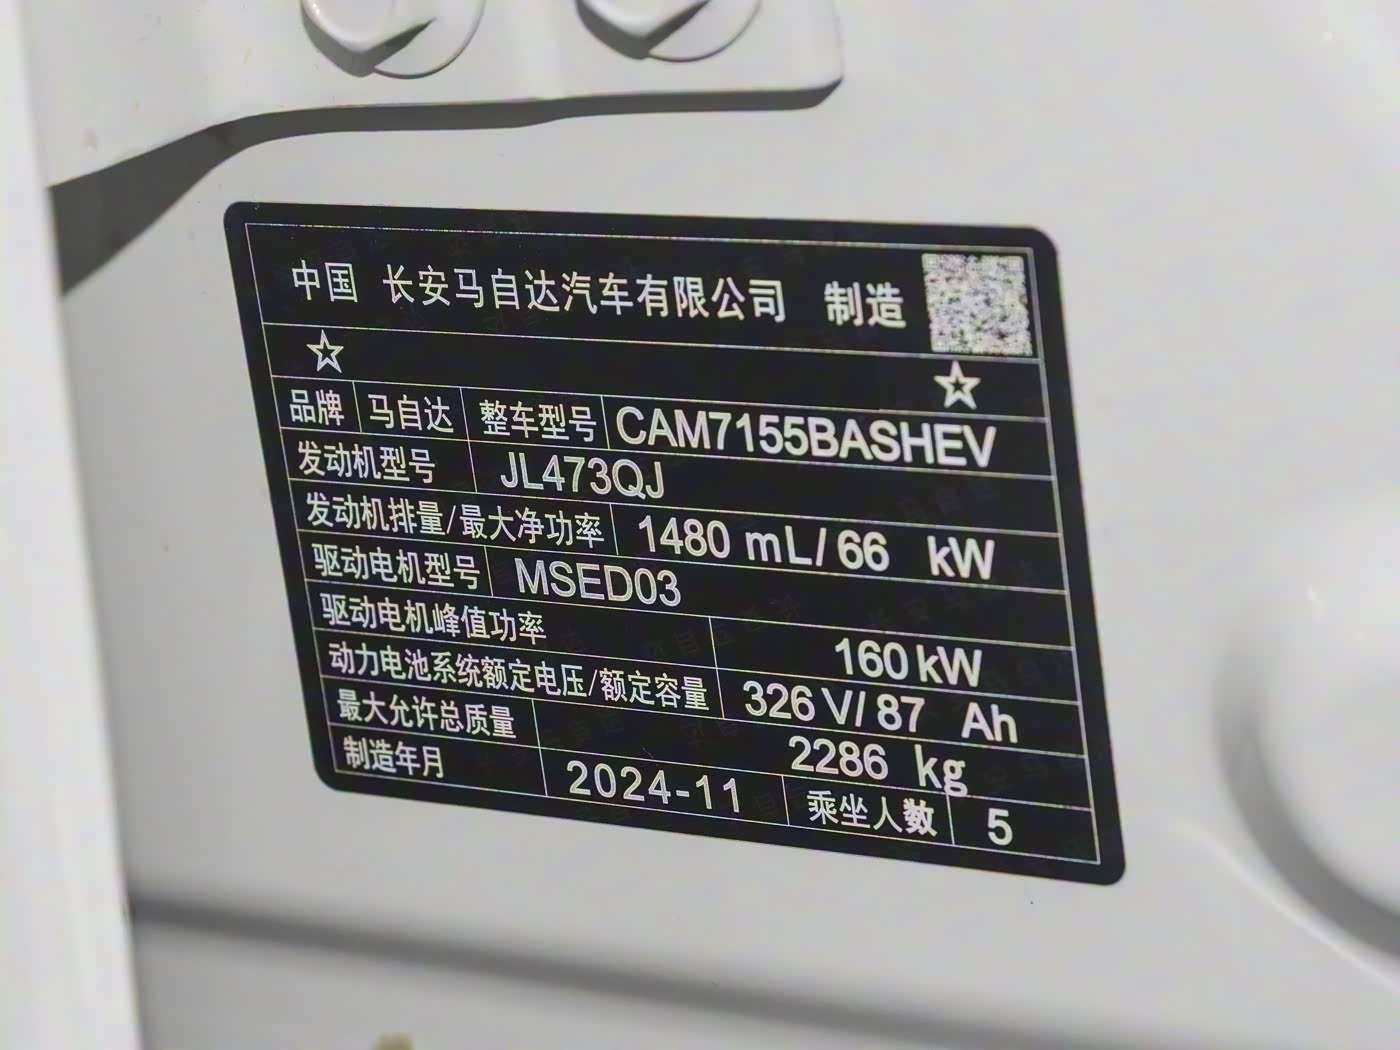 中国 长安马自达汽车有限公司 制造
☆ ☆
品牌 马自达 整车型号 CAM7155BASHEV
发动机型号 JL473QJ
发动机排量/最大净功率 1480 mL/ 66 kW
驱动电机型号 MSED03
驱动电机峰值功率 160 kW
动力电池系统额定电压/额定容量 326 V/ 87 Ah
最大允许总质量 2286 kg
制造年月 2024-11 乘坐人数 5